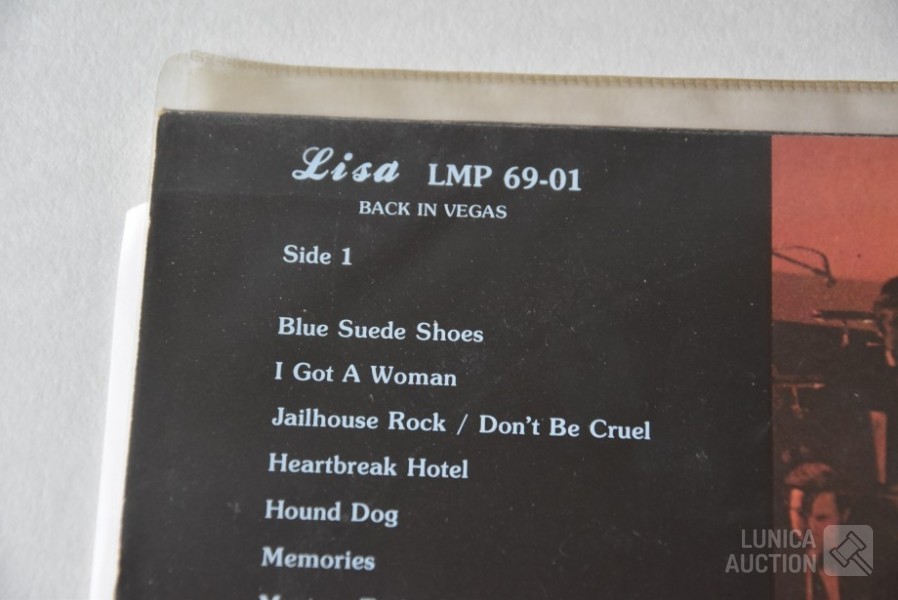 Lisa LMP 69-01
BACK IN VEGAS
Side 1
Blue Suede Shoes
I Got A Woman
Jailhouse Rock / Don't Be Cruel
Heartbreak Hotel
Hound Dog
Memories
LUNICA
AUCTION